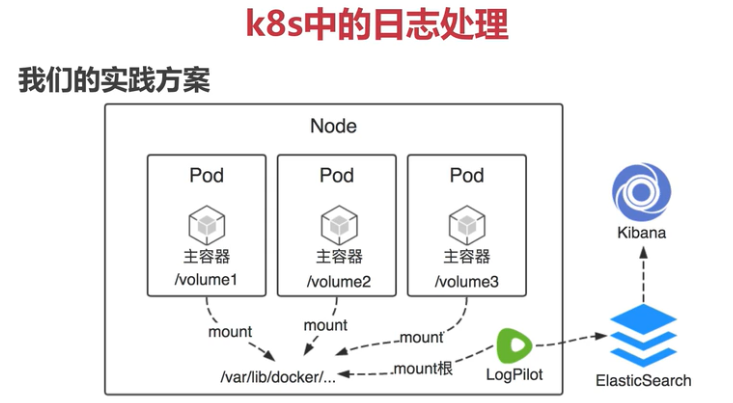 k8s中的日志处理
我们的实践方案
Node
Pod
Pod
Pod
主容器
主容器
主容器
/volume1
/volume2
/volume3
Kibana
mount
mount
mount
mount根
/var/lib/docker/...
LogPilot
ElasticSearch